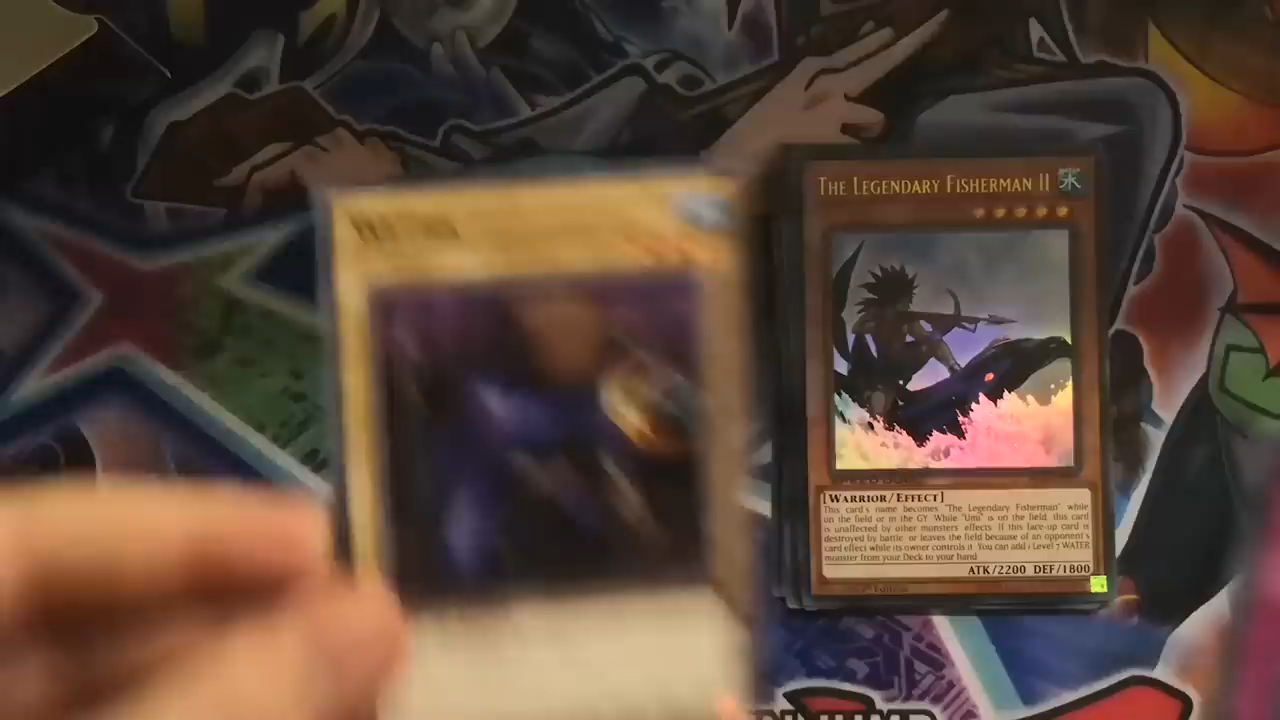 THE LEGENDARY FISHERMAN II 水
[WARRIOR/EFFECT]
This card's name becomes "The Legendary Fisherman" while
on the field or in the GY. While "Umi" is on the field, this card
is unaffected by other monsters' effects. If this face-up card is
destroyed by battle, or leaves the field because of an opponent's
card effect while its owner controls it: You can add 1 Level 7 WATER
monster from your Deck to your hand.
ATK/2200 DEF/1800
1st Edition